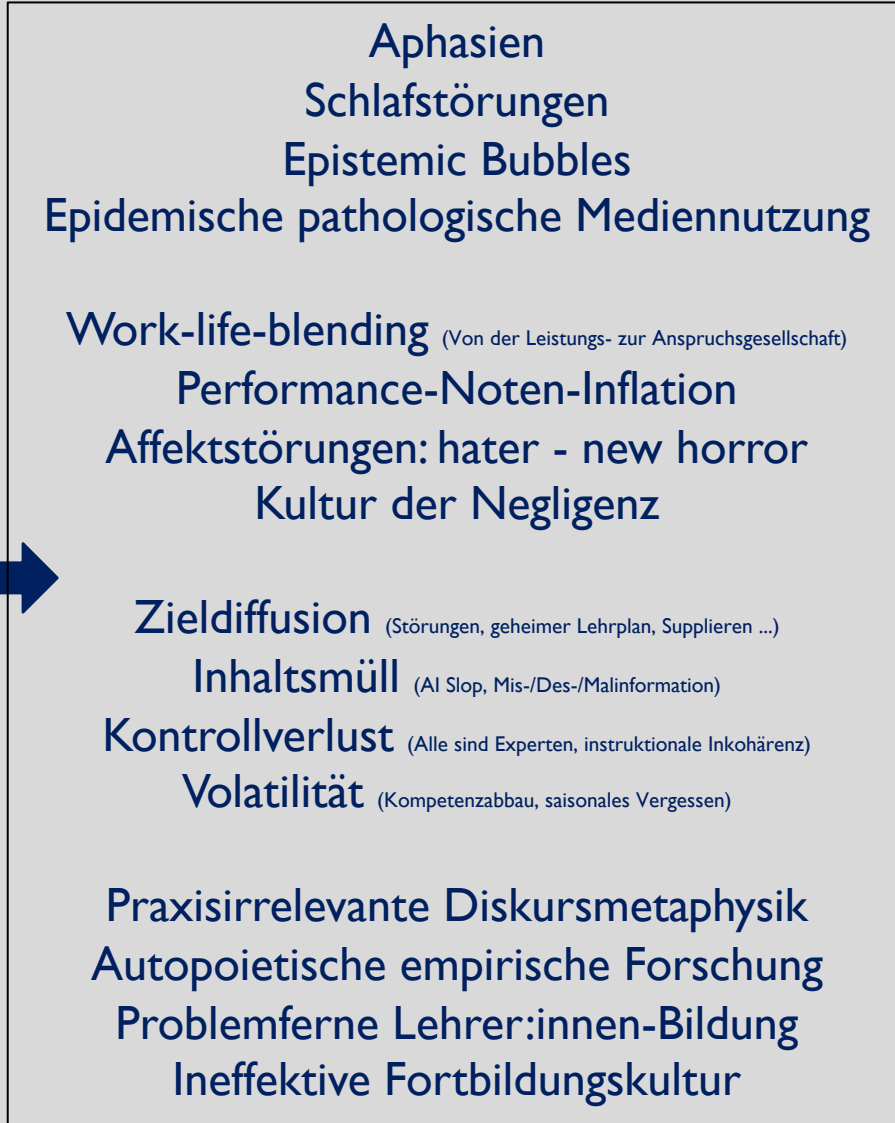 Aphasien
Schlafstörungen
Epistemic Bubbles
Epidemische pathologische Mediennutzung
Work-life-blending (Von der Leistungs- zur Anspruchsgesellschaft)
Performance-Noten-Inflation
Affektstörungen: hater - new horror
Kultur der Negligenz
Zieldiffusion (Störungen, geheimer Lehrplan, Supplieren ...)
Inhaltsmüll (AI Slop, Mis-/Des-/Malinformation)
Kontrollverlust (Alle sind Experten, instruktionale Inkohärenz)
Volatilität (Kompetenzabbau, saisonales Vergessen)
Praxisirrelevante Diskursmetaphysik
Autopoietische empirische Forschung
Problemferne Lehrer:innen-Bildung
Ineffektive Fortbildungskultur